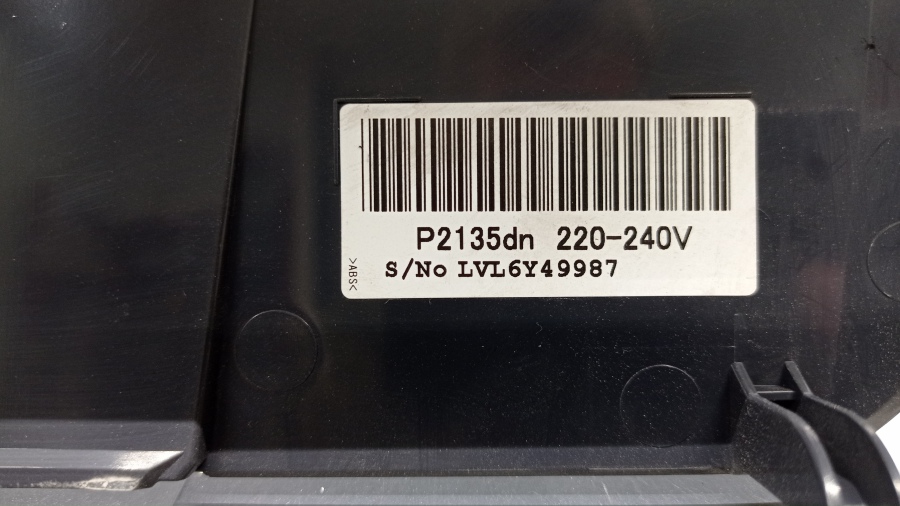 P2135dn 220-240V
S/No LVL6Y49987
>ABS<